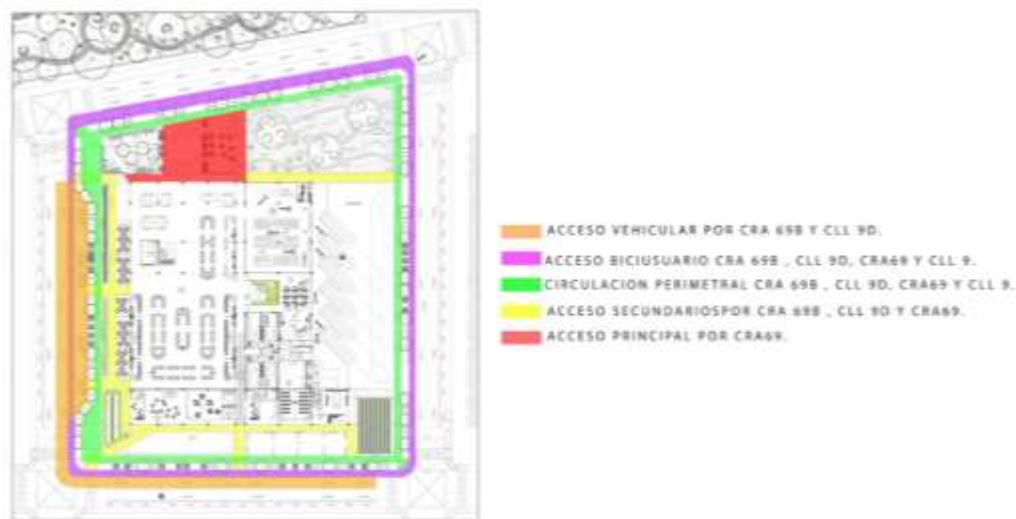 ACCESO VEHICULAR POR CRA 69B Y CLL 9D.
ACCESO BICIUSUARIO CRA 69B , CLL 9D, CRA69 Y CLL 9.
CIRCULACION PERIMETRAL CRA 69B , CLL 9D, CRA69 Y CLL 9.
ACCESO SECUNDARIOSPOR CRA 69B , CLL 9D Y CRA69.
ACCESO PRINCIPAL POR CRA69.